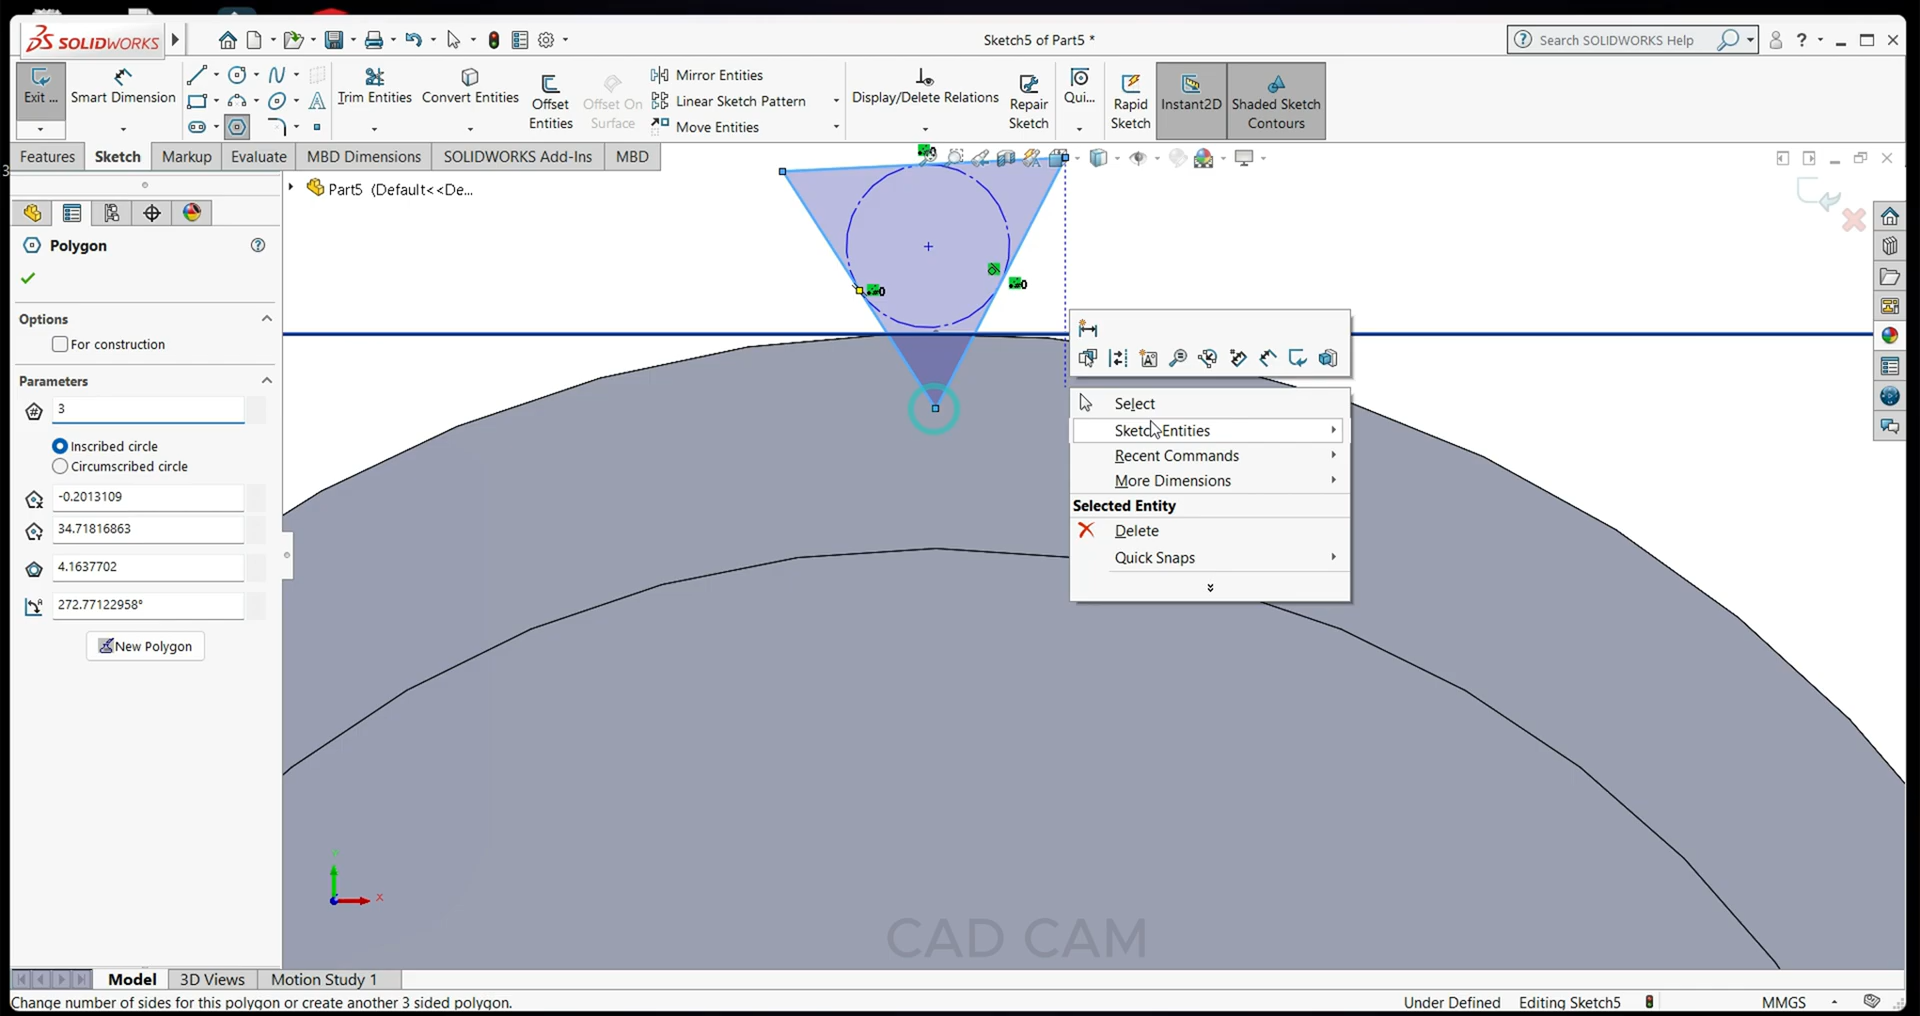 SOLIDWORKS
Sketch5 of Part5 *
Search SOLIDWORKS Help
?
Exit ...
Smart Dimension
Trim Entities
Convert Entities
Offset Entities
Offset On Surface
Mirror Entities
Linear Sketch Pattern
Move Entities
Display/Delete Relations
Repair Sketch
Qui...
Rapid Sketch
Instant2D
Shaded Sketch Contours
Features
Sketch
Markup
Evaluate
MBD Dimensions
SOLIDWORKS Add-Ins
MBD
3
Part5 (Default<<De...
Polygon
?
Options
For construction
Parameters
3
Inscribed circle
Circumscribed circle
-0.2013109
34.71816863
4.1637702
272.77122958°
New Polygon
0
0
0
Select
Sketch Entities
Recent Commands
More Dimensions
Selected Entity
Delete
Quick Snaps
x
CAD CAM
Model
3D Views
Motion Study 1
Change number of sides for this polygon or create another 3 sided polygon.
Under Defined
Editing Sketch5
MMGS